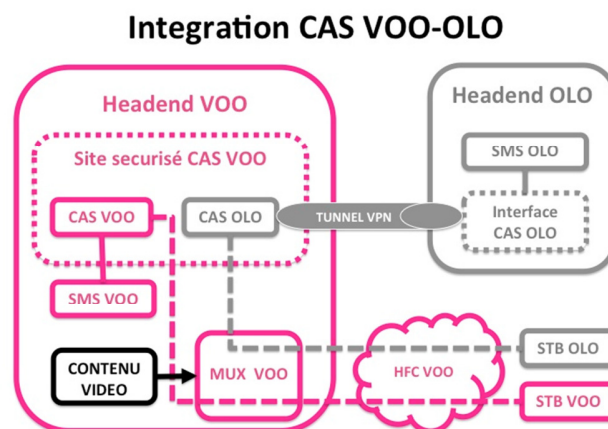 Integration CAS VOO-OLO
Headend VOO
Headend OLO
Site securisé CAS VOO
SMS OLO
CAS VOO
CAS OLO
TUNNEL VPN
Interface
CAS OLO
SMS VOO
CONTENU
VIDEO
MUX VOO
HFC VOO
STB OLO
STB VOO